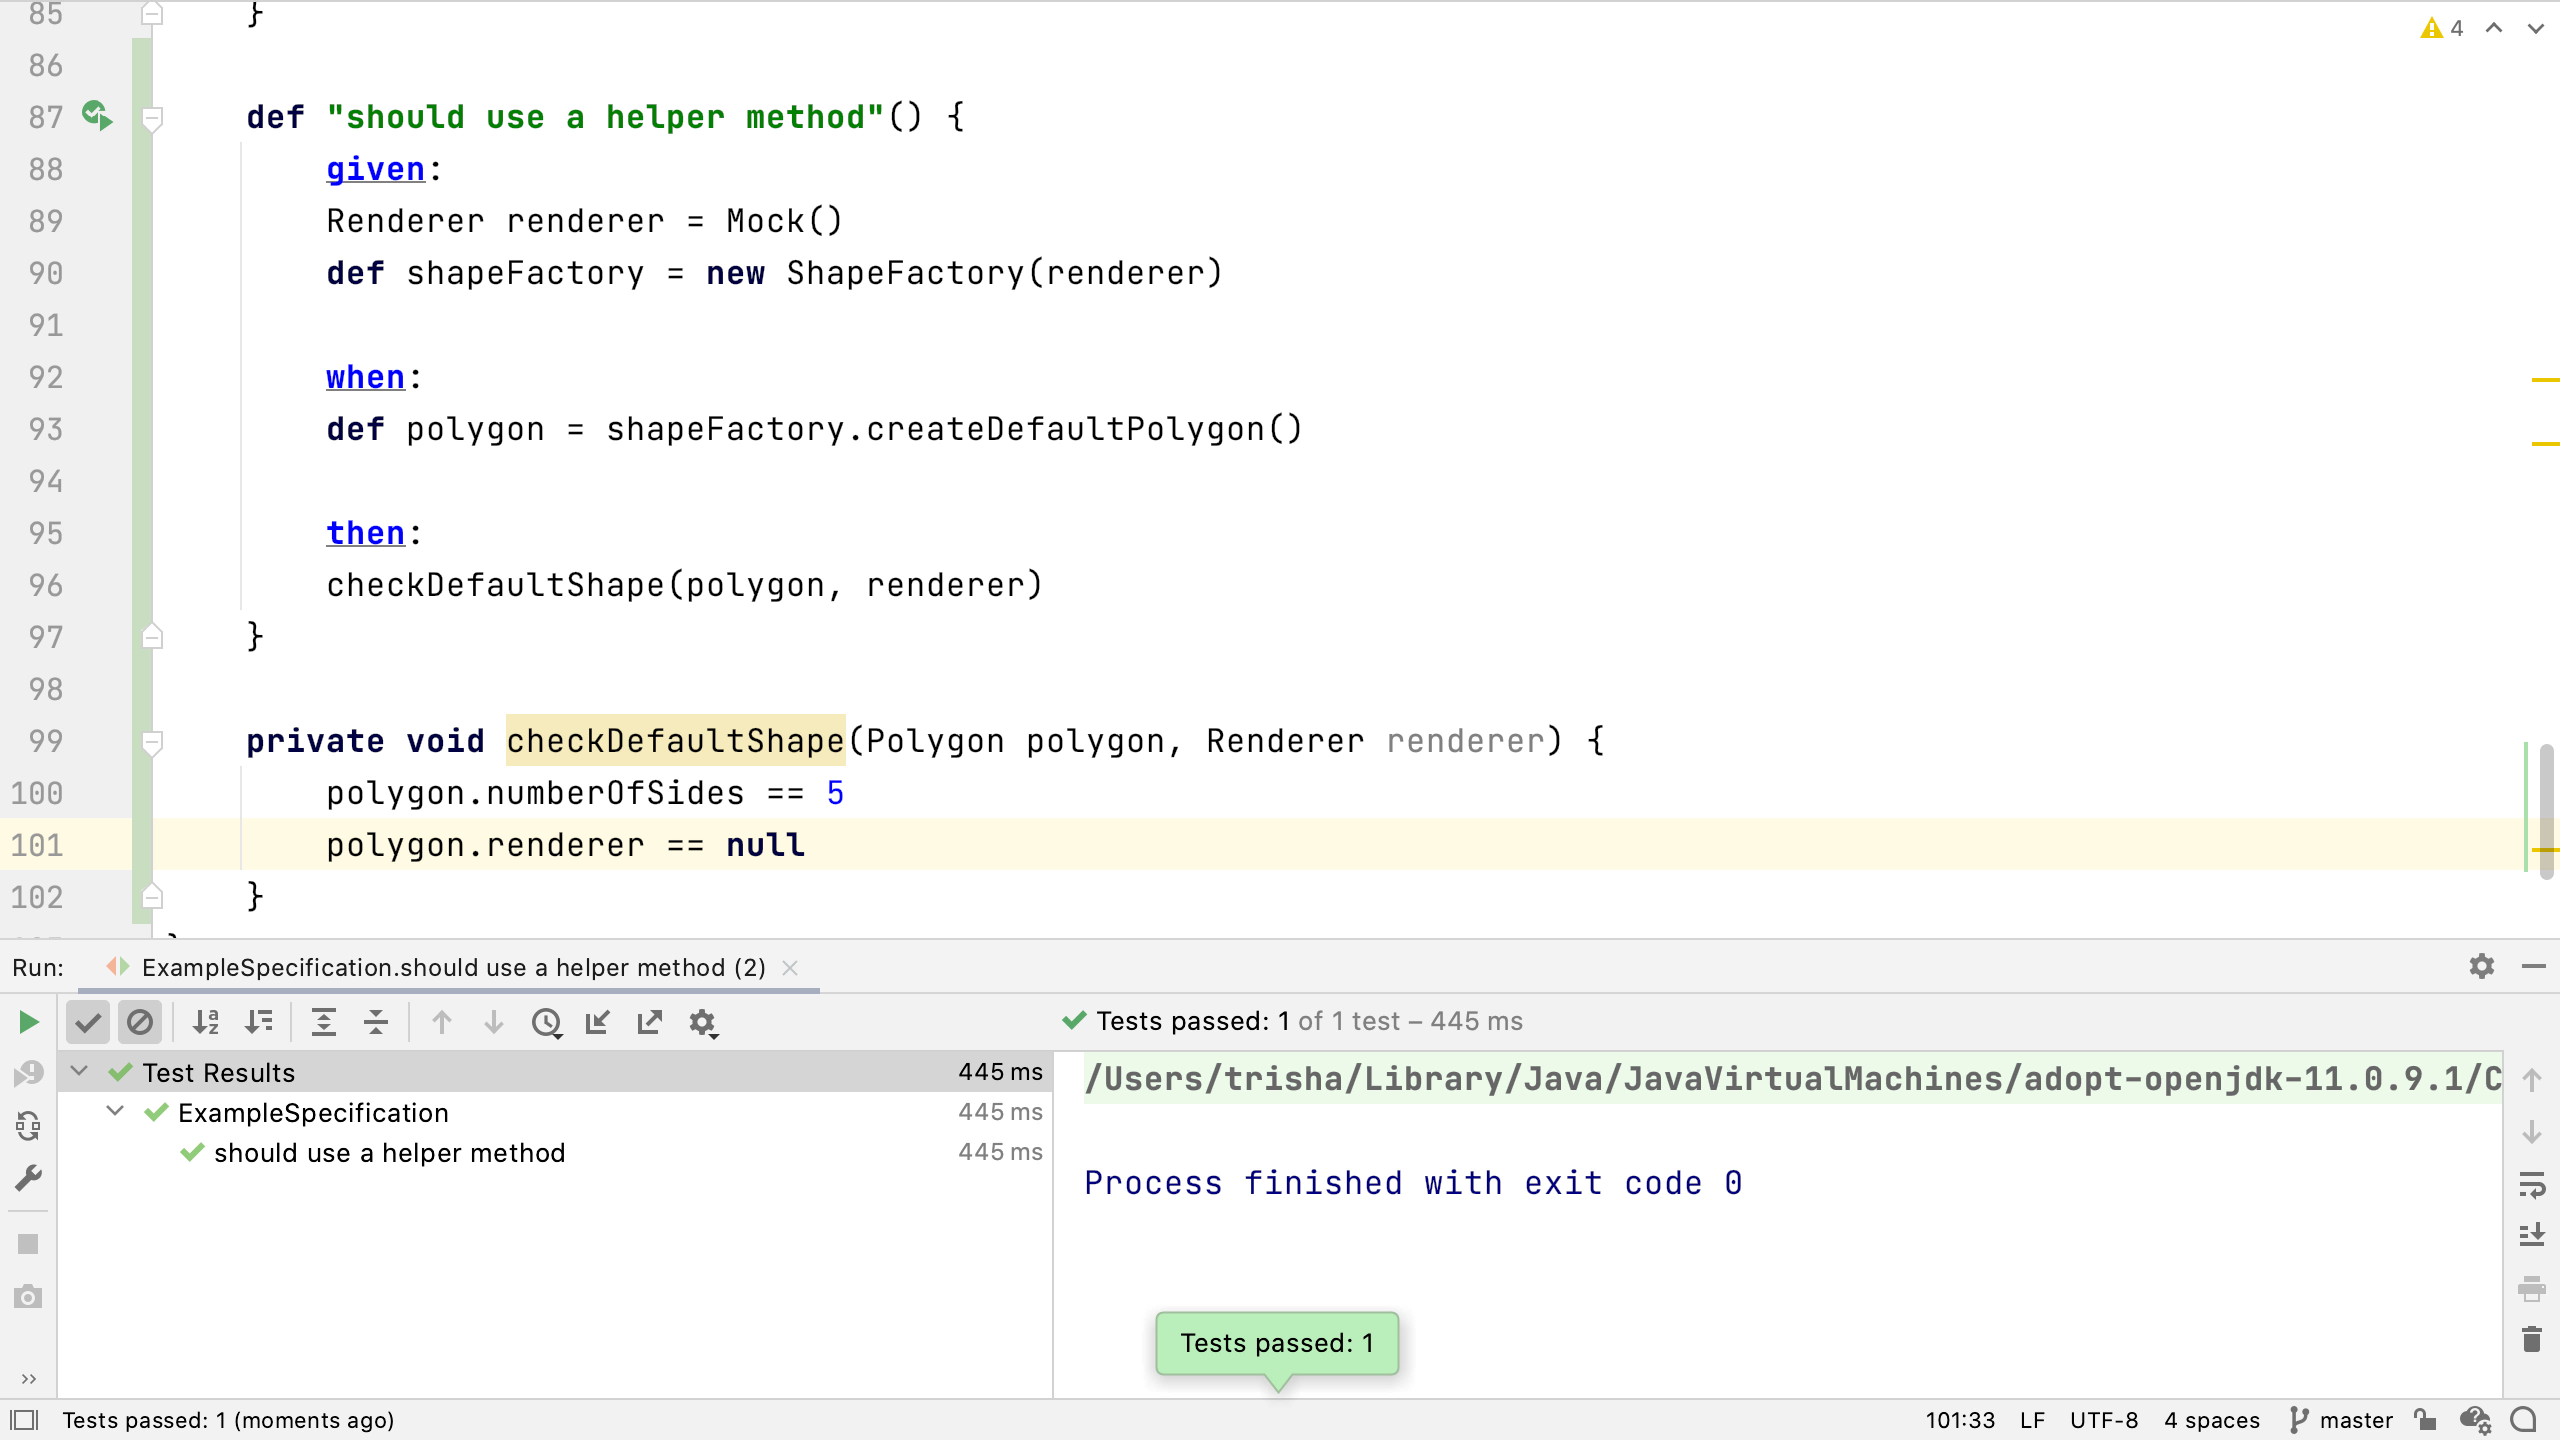 85 }
86
87 def "should use a helper method"() {
88 given:
89 Renderer renderer = Mock()
90 def shapeFactory = new ShapeFactory(renderer)
91
92 when:
93 def polygon = shapeFactory.createDefaultPolygon()
94
95 then:
96 checkDefaultShape(polygon, renderer)
97 }
98
99 private void checkDefaultShape(Polygon polygon, Renderer renderer) {
100 polygon.numberOfSides == 5
101 polygon.renderer == null
102 }
4
Run: ExampleSpecification.should use a helper method (2)
Tests passed: 1 of 1 test – 445 ms
Test Results 445 ms
ExampleSpecification 445 ms
should use a helper method 445 ms
/Users/trisha/Library/Java/JavaVirtualMachines/adopt-openjdk-11.0.9.1/C
Process finished with exit code 0
Tests passed: 1
Tests passed: 1 (moments ago) 101:33 LF UTF-8 4 spaces master